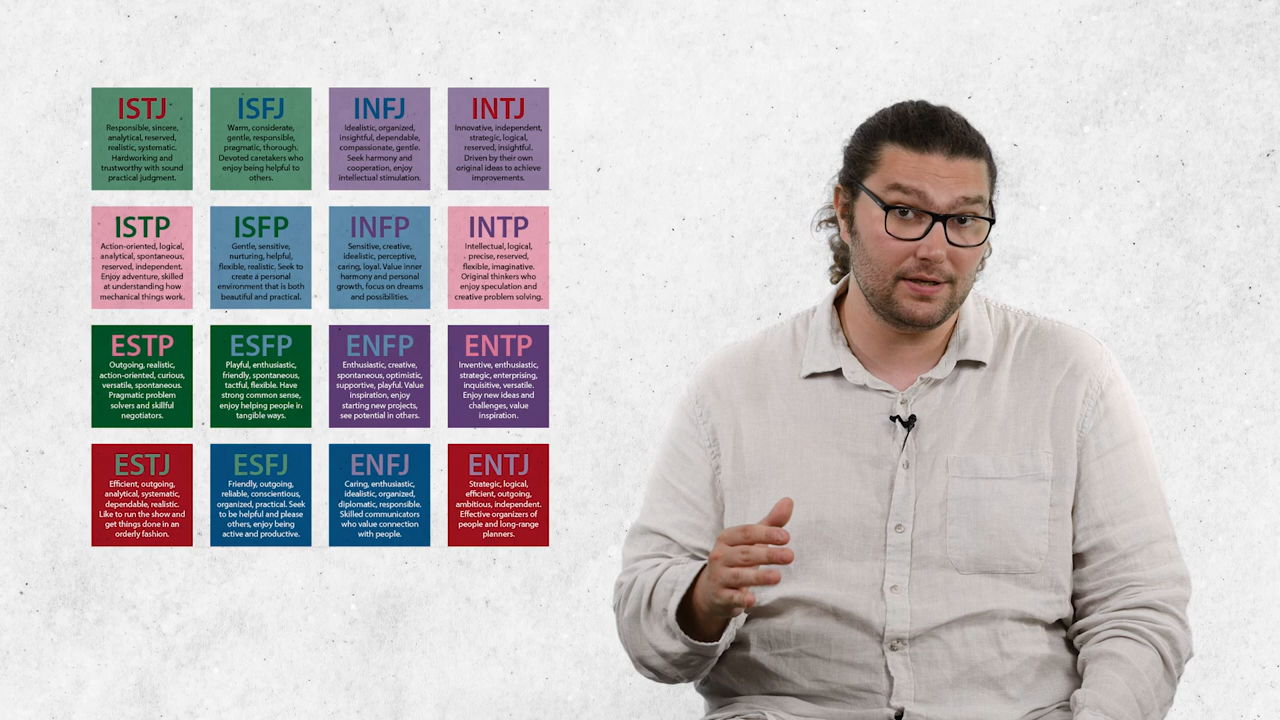 ISTJ
Responsible, sincere,
analytical, reserved,
realistic, systematic.
Hardworking and
trustworthy with sound
practical judgment.
ISFJ
Warm, considerate,
gentle, responsible,
pragmatic, thorough.
Devoted caretakers who
enjoy being helpful to
others.
INFJ
Idealistic, organized,
insightful, dependable,
compassionate, gentle.
Seek harmony and
cooperation, enjoy
intellectual stimulation.
INTJ
Innovative, independent,
strategic, logical,
reserved, insightful.
Driven by their own
original ideas to achieve
improvements.
ISTP
Action-oriented, logical,
analytical, spontaneous,
reserved, independent.
Enjoy adventure, skilled
at understanding how
mechanical things work.
ISFP
Gentle, sensitive,
nurturing, helpful,
flexible, realistic. Seek to
create a personal
environment that is both
beautiful and practical.
INFP
Sensitive, creative,
idealistic, perceptive,
caring, loyal. Value inner
harmony and personal
growth, focus on dreams
and possibilities.
INTP
Intellectual, logical,
precise, reserved,
flexible, imaginative.
Original thinkers who
enjoy speculation and
creative problem solving.
ESTP
Outgoing, realistic,
action-oriented, curious,
versatile, spontaneous.
Pragmatic problem
solvers and skillful
negotiators.
ESFP
Playful, enthusiastic,
friendly, spontaneous,
tactful, flexible. Have
strong common sense,
enjoy helping people in
tangible ways.
ENFP
Enthusiastic, creative,
spontaneous, optimistic,
supportive, playful. Value
inspiration, enjoy
starting new projects,
see potential in others.
ENTP
Inventive, enthusiastic,
strategic, enterprising,
inquisitive, versatile.
Enjoy new ideas and
challenges, value
inspiration.
ESTJ
Efficient, outgoing,
analytical, systematic,
dependable, realistic.
Like to run the show and
get things done in an
orderly fashion.
ESFJ
Friendly, outgoing,
reliable, conscientious,
organized, practical. Seek
to be helpful and please
others, enjoy being
active and productive.
ENFJ
Caring, enthusiastic,
idealistic, organized,
diplomatic, responsible.
Skilled communicators
who value connection
with people.
ENTJ
Strategic, logical,
efficient, outgoing,
ambitious, independent.
Effective organizers of
people and long-range
planners.